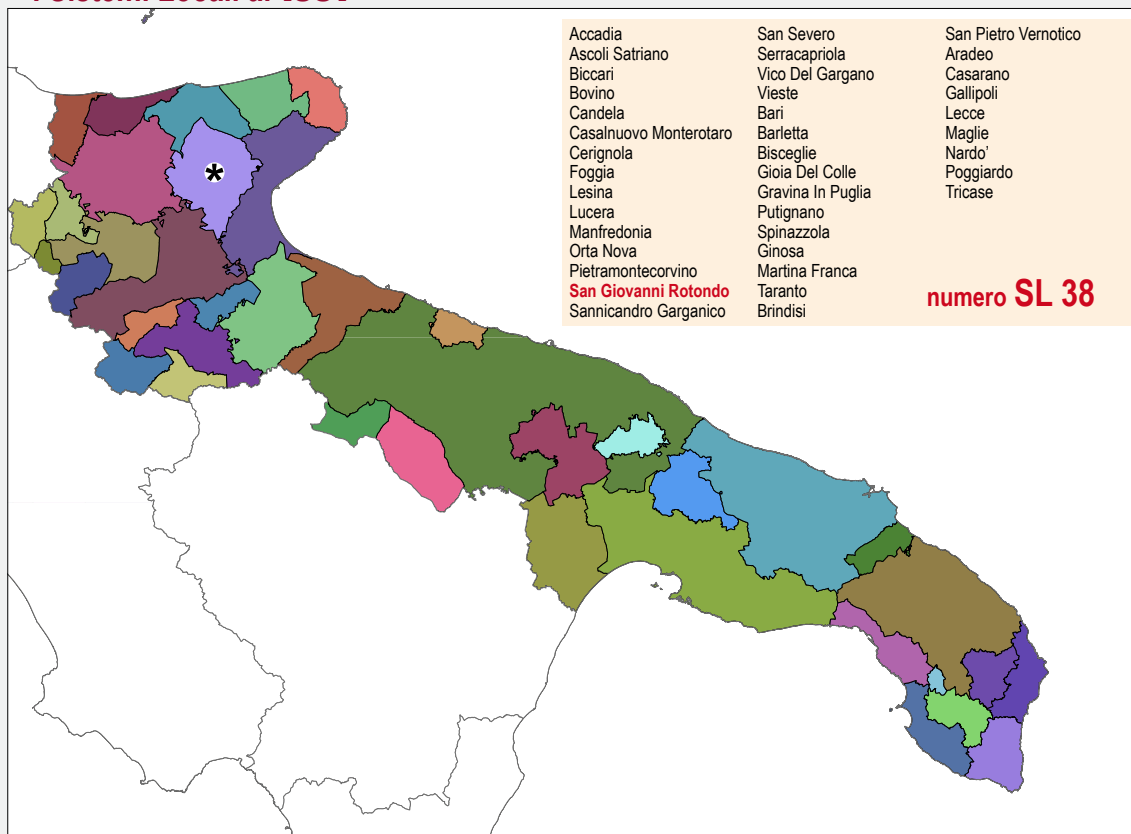 Sistemi Locali al
Accadia
Ascoli Satriano
Biccari
Bovino
Candela
Casalnuovo Monterotaro
Cerignola
Foggia
Lesina
Lucera
Manfredonia
Orta Nova
Pietramontecorvino
San Giovanni Rotondo
Sannicandro Garganico
San Severo
Serracapriola
Vico Del Gargano
Vieste
Bari
Barletta
Bisceglie
Gioia Del Colle
Gravina In Puglia
Putignano
Spinazzola
Ginosa
Martina Franca
Taranto
Brindisi
San Pietro Vernotico
Aradeo
Casarano
Gallipoli
Lecce
Maglie
Nardo'
Poggiardo
Tricase
numero SL 38
*